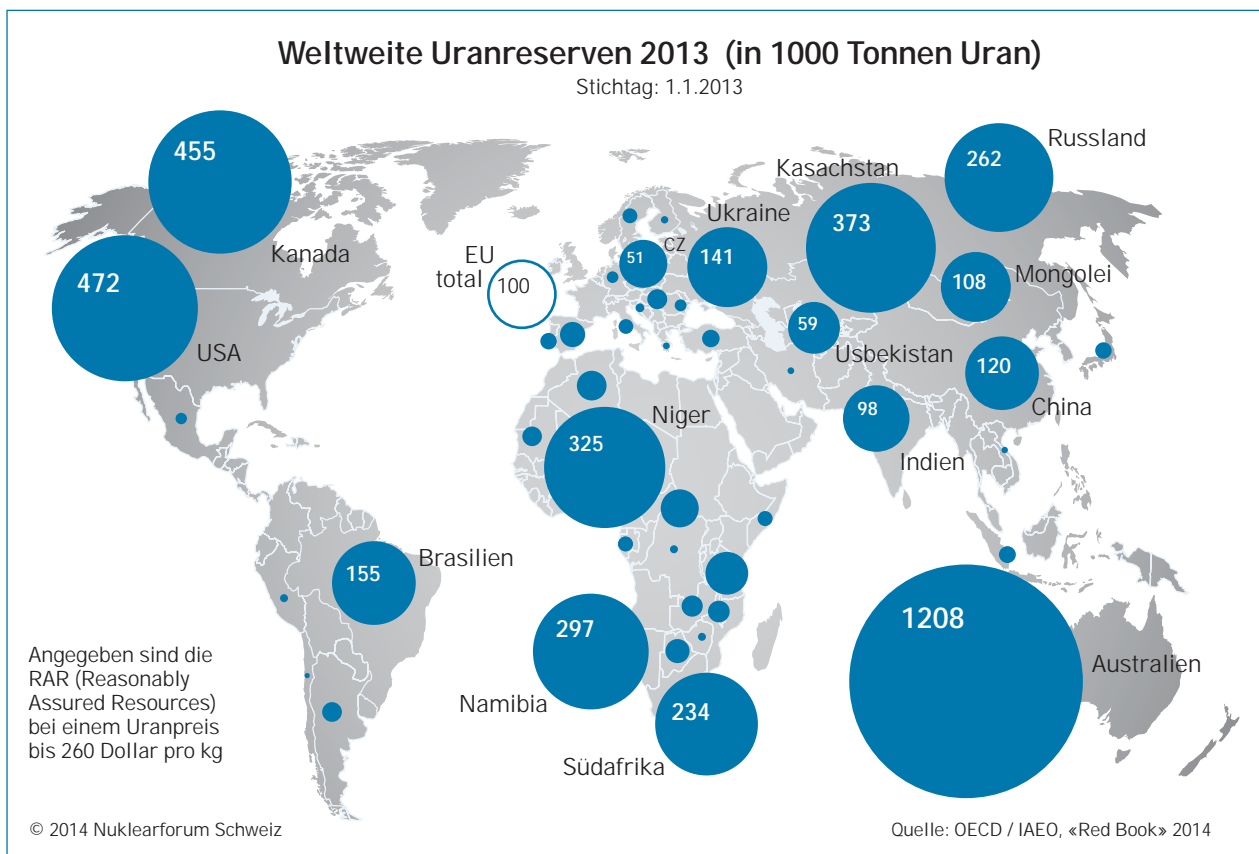 Weltweite Uranreserven 2013 (in 1000 Tonnen Uran)
Stichtag: 1.1.2013
455
Kanada
472
USA
EU
total
100
CZ
51
Ukraine
141
Kasachstan
373
Russland
262
Mongolei
108
59
Usbekistan
120
China
98
Indien
Niger
325
Brasilien
155
297
Namibia
234
Südafrika
1208
Australien
Angegeben sind die
RAR (Reasonably
Assured Resources)
bei einem Uranpreis
bis 260 Dollar pro kg
© 2014 Nuklearforum Schweiz
Quelle: OECD / IAEO, «Red Book» 2014